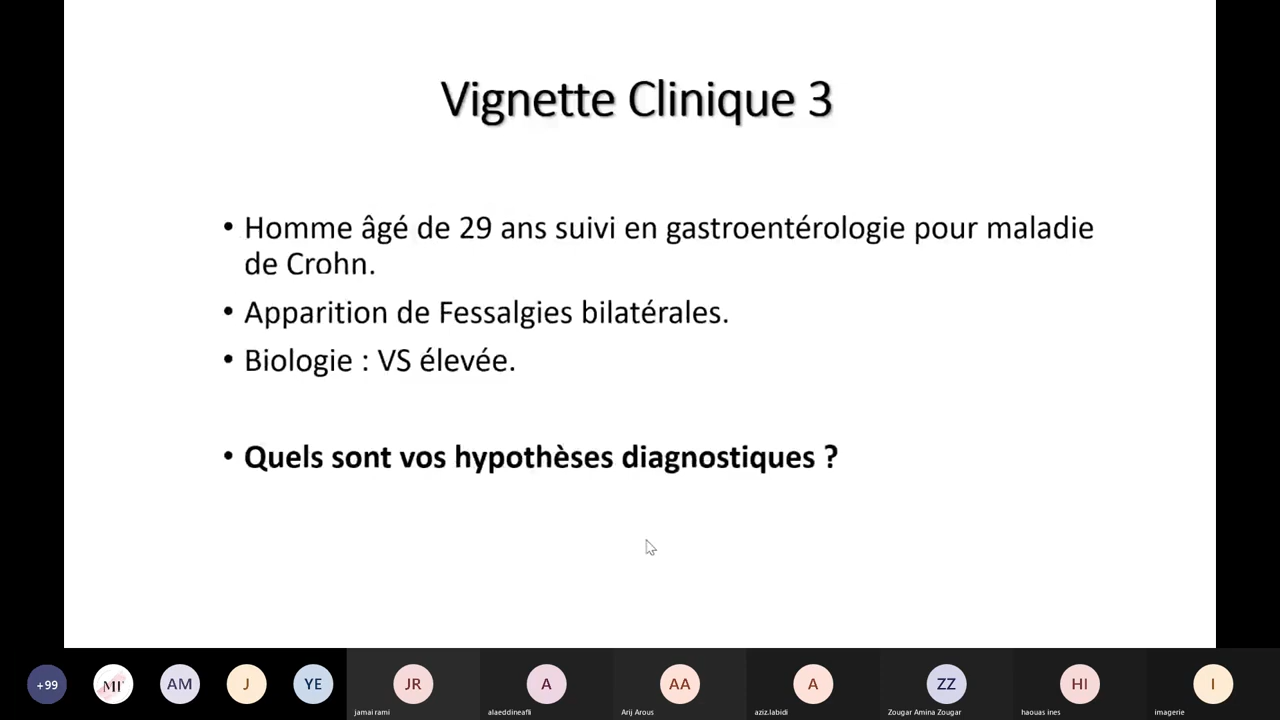 Vignette Clinique 3
• Homme âgé de 29 ans suivi en gastroentérologie pour maladie
de Crohn.
• Apparition de Fessalgies bilatérales.
• Biologie : VS élevée.
• Quels sont vos hypothèses diagnostiques ?
+99
AM
J
YE
JR
A
AA
A
ZZ
HI
I
jamai rami
alaeddineafli
Arij Arous
aziz.labidi
Zougar Amina Zougar
haouas ines
imagerie